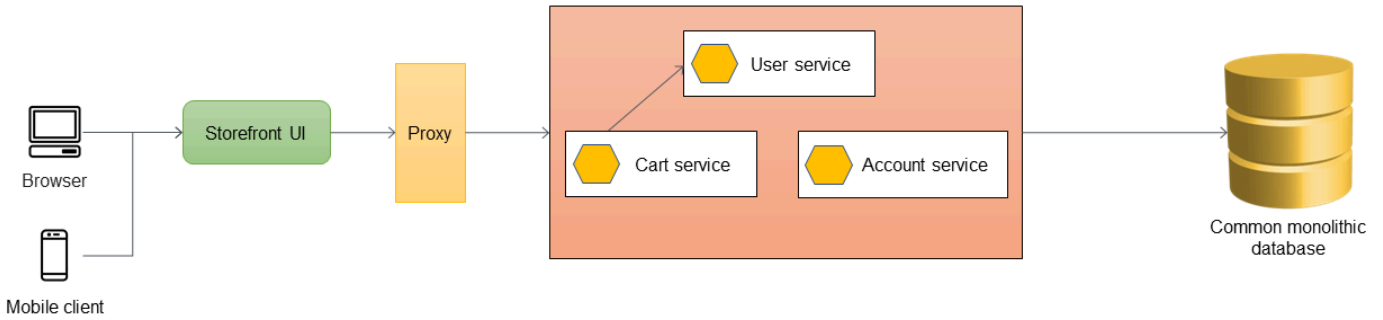 User service
Storefront UI
Proxy
Cart service
Account service
Browser
Common monolithic
database
Mobile client